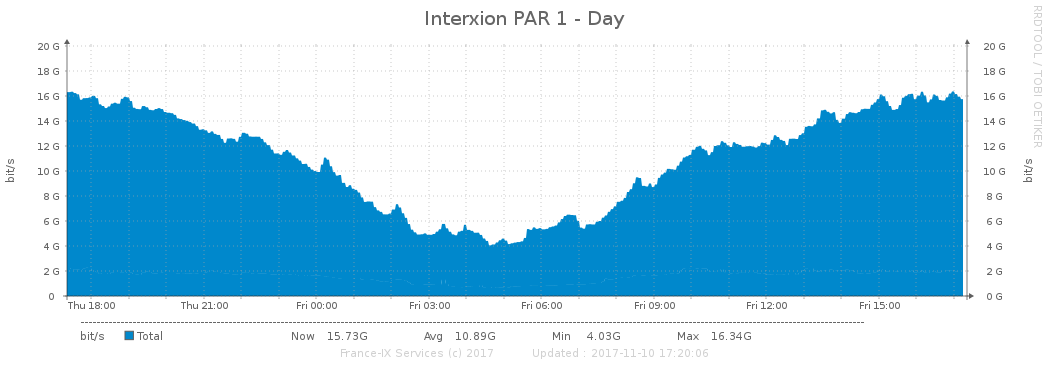 Interxion PAR 1 - Day
RRDTOOL / TOBI OETIKER
bit/s
bit/s
20 G 20 G
18 G 18 G
16 G 16 G
14 G 14 G
12 G 12 G
10 G 10 G
8 G 8 G
6 G 6 G
4 G 4 G
2 G 2 G
0 0 G
Thu 18:00 Thu 21:00 Fri 00:00 Fri 03:00 Fri 06:00 Fri 09:00 Fri 12:00 Fri 15:00
bit/s Total Now 15.73G Avg 10.89G Min 4.03G Max 16.34G
France-IX Services (c) 2017 Updated : 2017-11-10 17:20:06